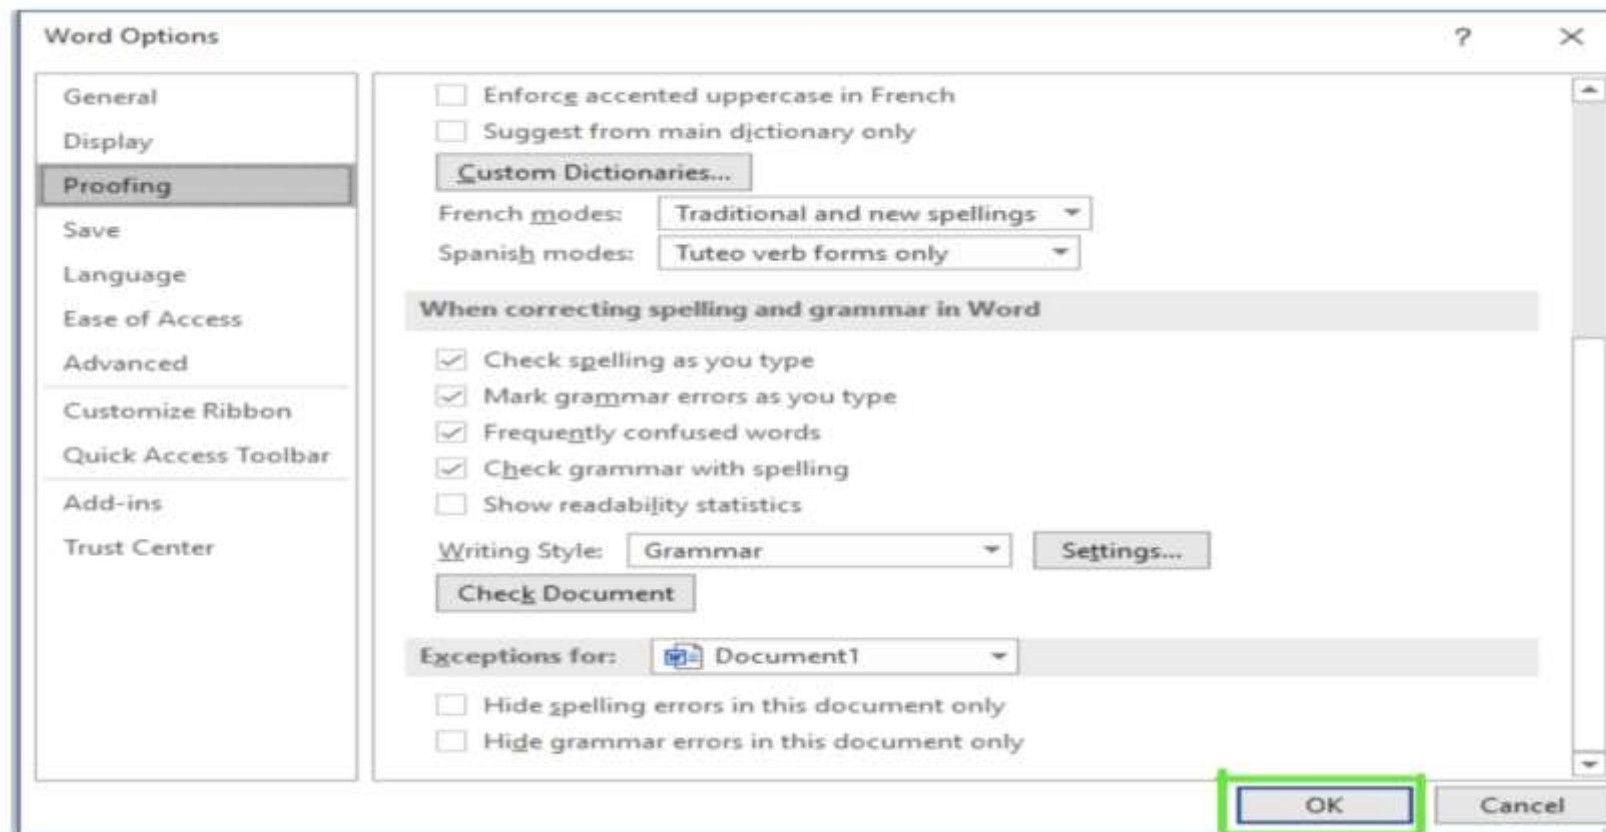 Word Options
?
General
Display
Proofing
Save
Language
Ease of Access
Advanced
Customize Ribbon
Quick Access Toolbar
Add-ins
Trust Center
Enforce accented uppercase in French
Suggest from main dictionary only
Custom Dictionaries...
French modes: Traditional and new spellings
Spanish modes: Tuteo verb forms only
When correcting spelling and grammar in Word
Check spelling as you type
Mark grammar errors as you type
Frequently confused words
Check grammar with spelling
Show readability statistics
Writing Style: Grammar Settings...
Check Document
Exceptions for: Document1
Hide spelling errors in this document only
Hide grammar errors in this document only
OK Cancel